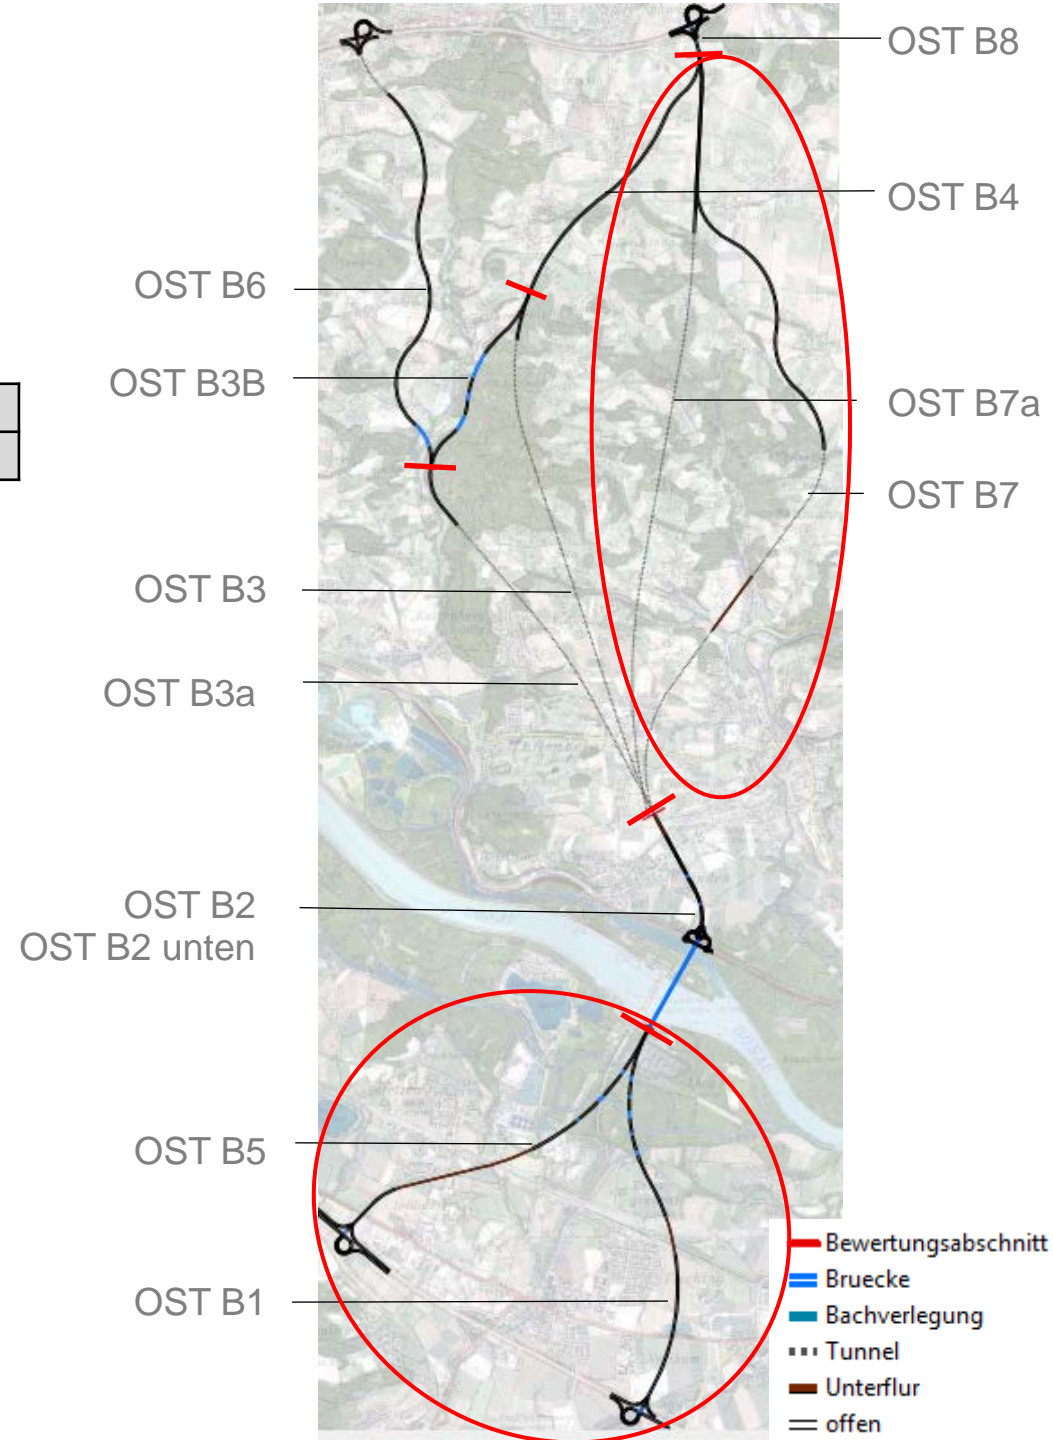 OST B8
OST B4
OST B6
OST B3B
OST B7a
OST B7
OST B3
OST B3a
OST B2
OST B2 unten
OST B5
OST B1
Bewertungsabschnitt
Bruecke
Bachverlegung
Tunnel
Unterflur
offen